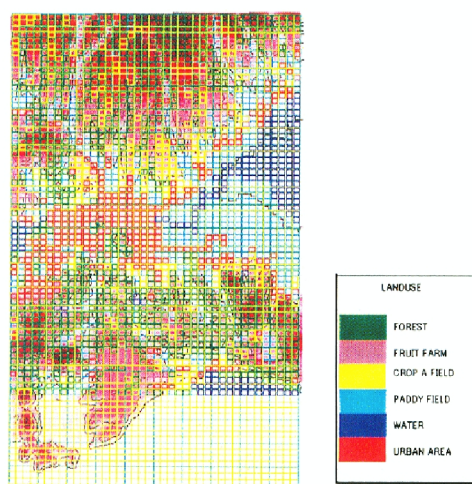 LANDUSE
FOREST
FRUIT FARM
CROP A FIELD
PADDY FIELD
WATER
URBAN AREA